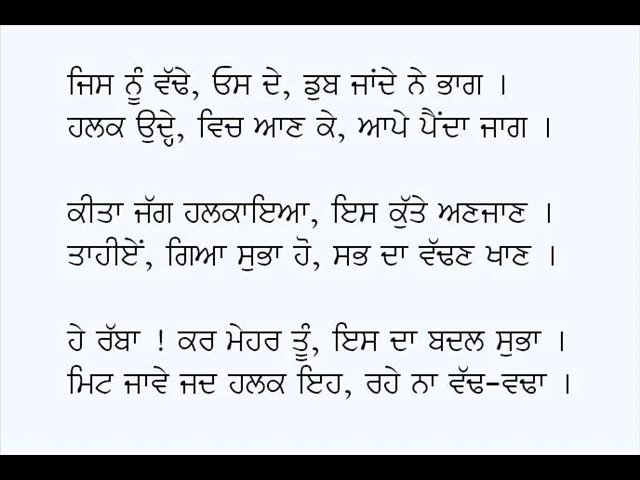 ਜਿਸ ਨੂੰ ਵੱਢੇ, ਓਸ ਦੇ, ਡੁਬ ਜਾਂਦੇ ਨੇ ਭਾਗ ।
ਹਲਕ ਉਦ੍ਹੇ, ਵਿਚ ਆਣ ਕੇ, ਆਪੇ ਪੈਂਦਾ ਜਾਗ ।
ਕੀਤਾ ਜੱਗ ਹਲਕਾਇਆ, ਇਸ ਕੁੱਤੇ ਅਣਜਾਣ ।
ਤਾਹੀਏਂ, ਗਿਆ ਸੁਭਾ ਹੋ, ਸਭ ਦਾ ਵੱਢਣ ਖਾਣ ।
ਹੇ ਰੱਬਾ ! ਕਰ ਮੇਹਰ ਤੂੰ, ਇਸ ਦਾ ਬਦਲ ਸੁਭਾ ।
ਮਿਟ ਜਾਵੇ ਜਦ ਹਲਕ ਇਹ, ਰਹੇ ਨਾ ਵੱਢ-ਵਢਾ ।